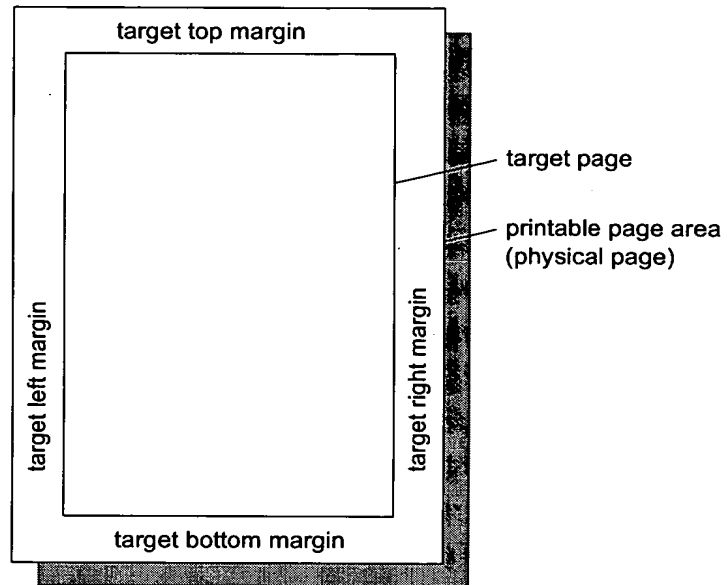 target top margin
target page
printable page area
(physical page)
target left margin
target right margin
target bottom margin